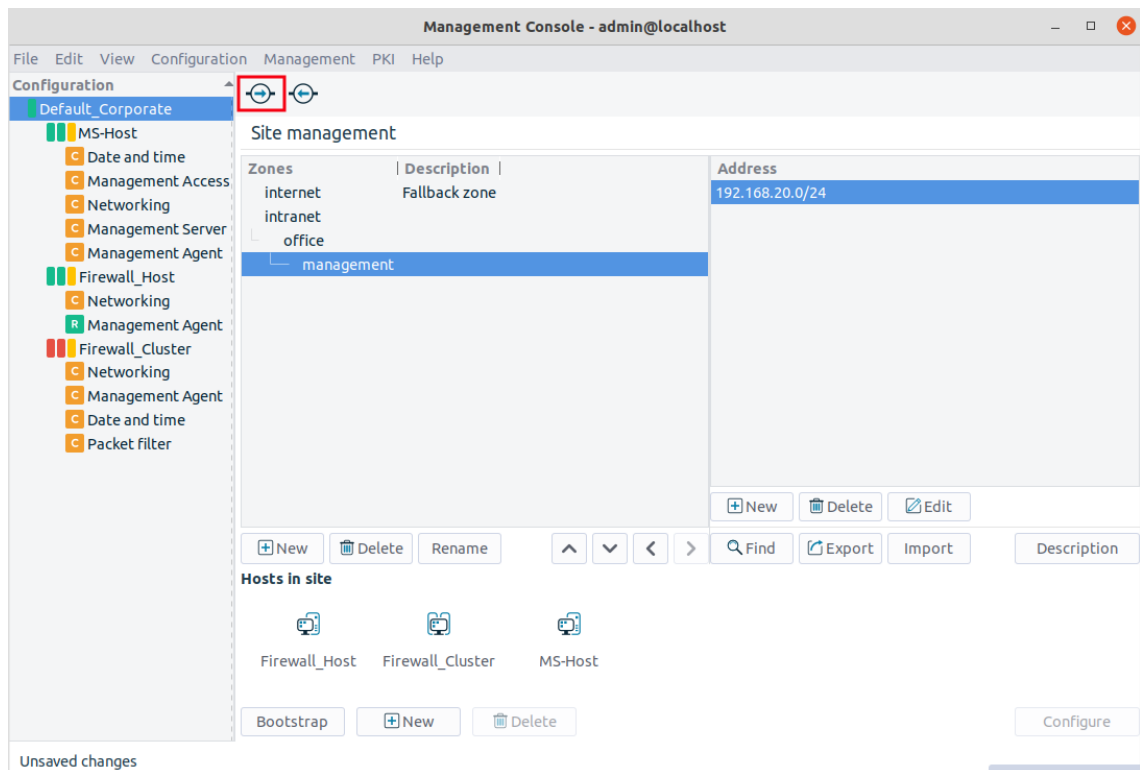 Management Console - admin@localhost
File Edit View Configuration Management PKI Help
Configuration
Default_Corporate
MS-Host
C Date and time
C Management Access
C Networking
C Management Server
C Management Agent
Firewall_Host
C Networking
R Management Agent
Firewall_Cluster
C Networking
C Management Agent
C Date and time
C Packet filter
Site management
Zones Description
internet Fallback zone
intranet
office
management
Address
192.168.20.0/24
New Delete Edit
New Delete Rename Find Export Import Description
Hosts in site
Firewall_Host Firewall_Cluster MS-Host
Bootstrap New Delete Configure
Unsaved changes